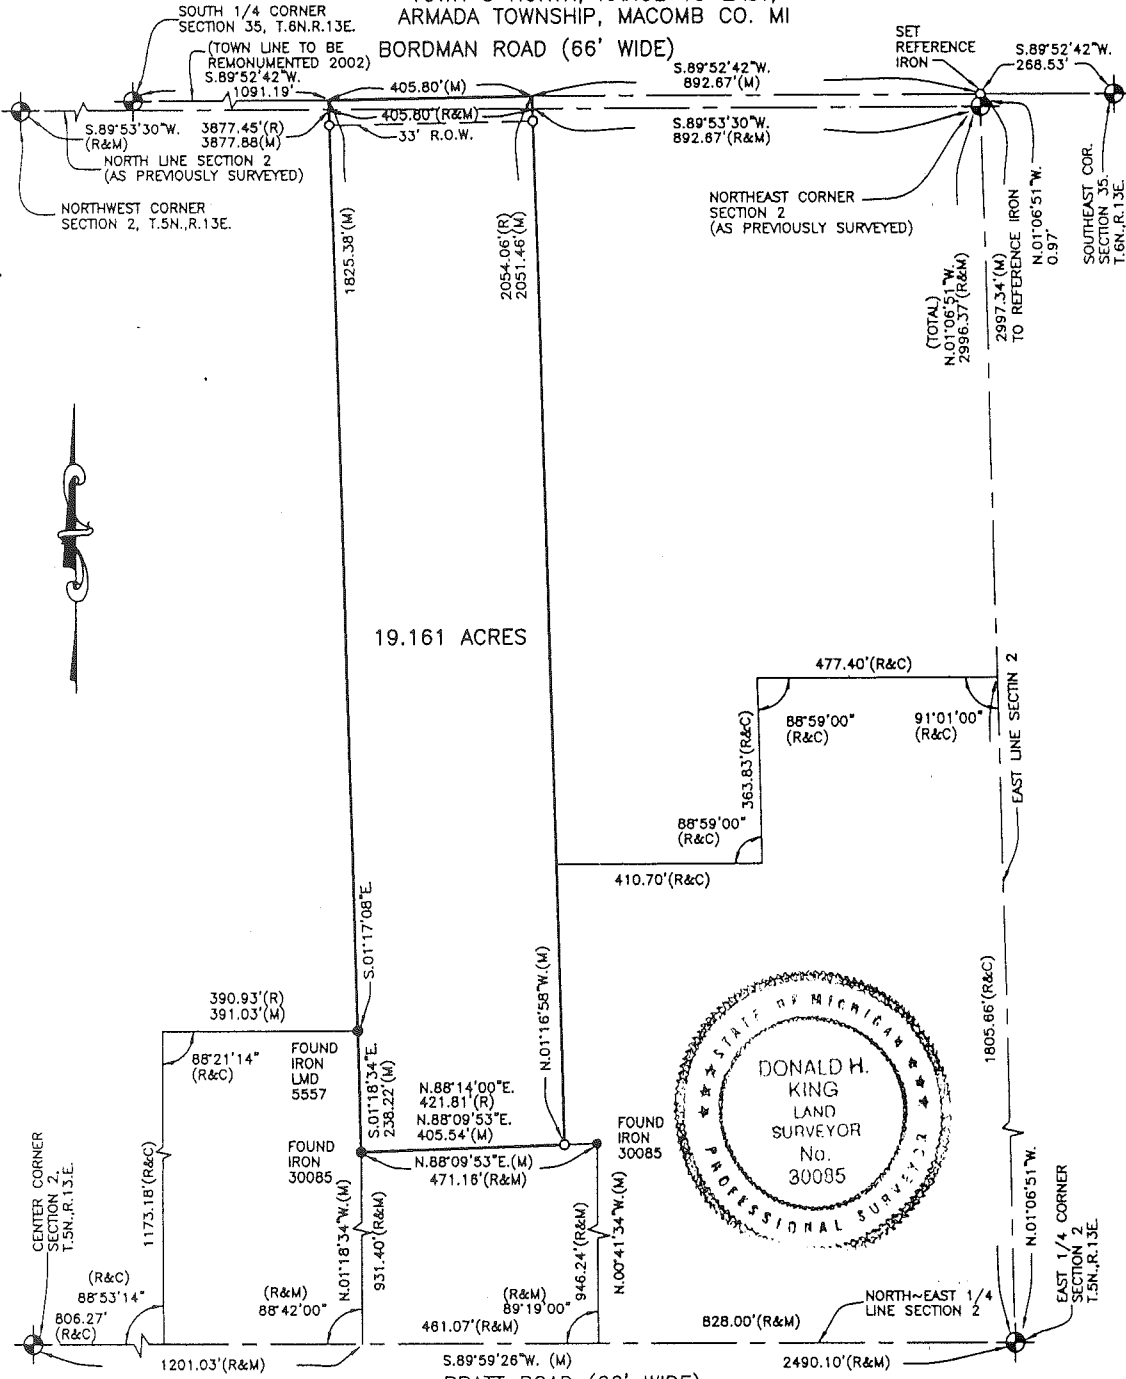 SOUTH 1/4 CORNER
SECTION 35, T.6N.R.13E.
ARMADA TOWNSHIP, MACOMB CO. MI
(TOWN LINE TO BE
REMONUMENTED 2002)
BORDMAN ROAD (66' WIDE)
SET
REFERENCE
IRON
S.89°52'42"W.
268.53'
S.89°52'42"W.
1091.19'
405.80'(M)
S.89°52'42"W.
892.67'(M)
S.89°53'30"W.
(R&M)
3877.45'(R)
3877.88(M)
405.80'(R&M)
33' R.O.W.
S.89°53'30"W.
892.67'(R&M)
NORTH LINE SECTION 2
(AS PREVIOUSLY SURVEYED)
NORTHWEST CORNER
SECTION 2, T.5N.,R.13E.
NORTHEAST CORNER
SECTION 2
(AS PREVIOUSLY SURVEYED)
1825.38'(M)
2054.06'(R)
2051.46'(M)
(TOTAL)
N.01°06'51"W.
2996.37'(R&M)
2997.34'(M)
TO REFERENCE IRON
N.01°06'51"W.
0.97'
SOUTHEAST COR.
SECTION 35.
T.6N.,R.13E.
19.161 ACRES
477.40'(R&C)
88°59'00"
(R&C)
91°01'00"
(R&C)
363.83'(R&C)
88°59'00"
(R&C)
410.70'(R&C)
EAST LINE SECTIN 2
S.01°17'08"E.
N.01°16'58"W.(M)
1805.66'(R&C)
390.93'(R)
391.03'(M)
88°21'14"
(R&C)
FOUND
IRON
LMD
5557
S.01°18'34"E.
238.22'(M)
N.88°14'00"E.
421.81'(R)
N.88°09'53"E.
405.54'(M)
FOUND
IRON
30085
FOUND
IRON
30085
N.88°09'53"E.(M)
471.16'(R&M)
STATE OF MICHIGAN
DONALD H.
KING
LAND
SURVEYOR
No.
30085
PROFESSIONAL SURVEYOR
CENTER CORNER
SECTION 2,
T.5N.,R.13.E.
1173.18'(R&C)
N.01°18'34"W.(M)
931.40'(R&M)
946.24'(R&M)
N.00°41'34"W.(M)
N.01°06'51"W.
EAST 1/4 CORNER
SECTION 2
T.5N.,R.13E.
(R&C)
88°53'14"
806.27'
(R&C)
(R&M)
88°42'00"
(R&M)
89°19'00"
461.07'(R&M)
828.00'(R&M)
NORTH~EAST 1/4
LINE SECTION 2
1201.03'(R&M)
S.89°59'26"W. (M)
2490.10'(R&M)